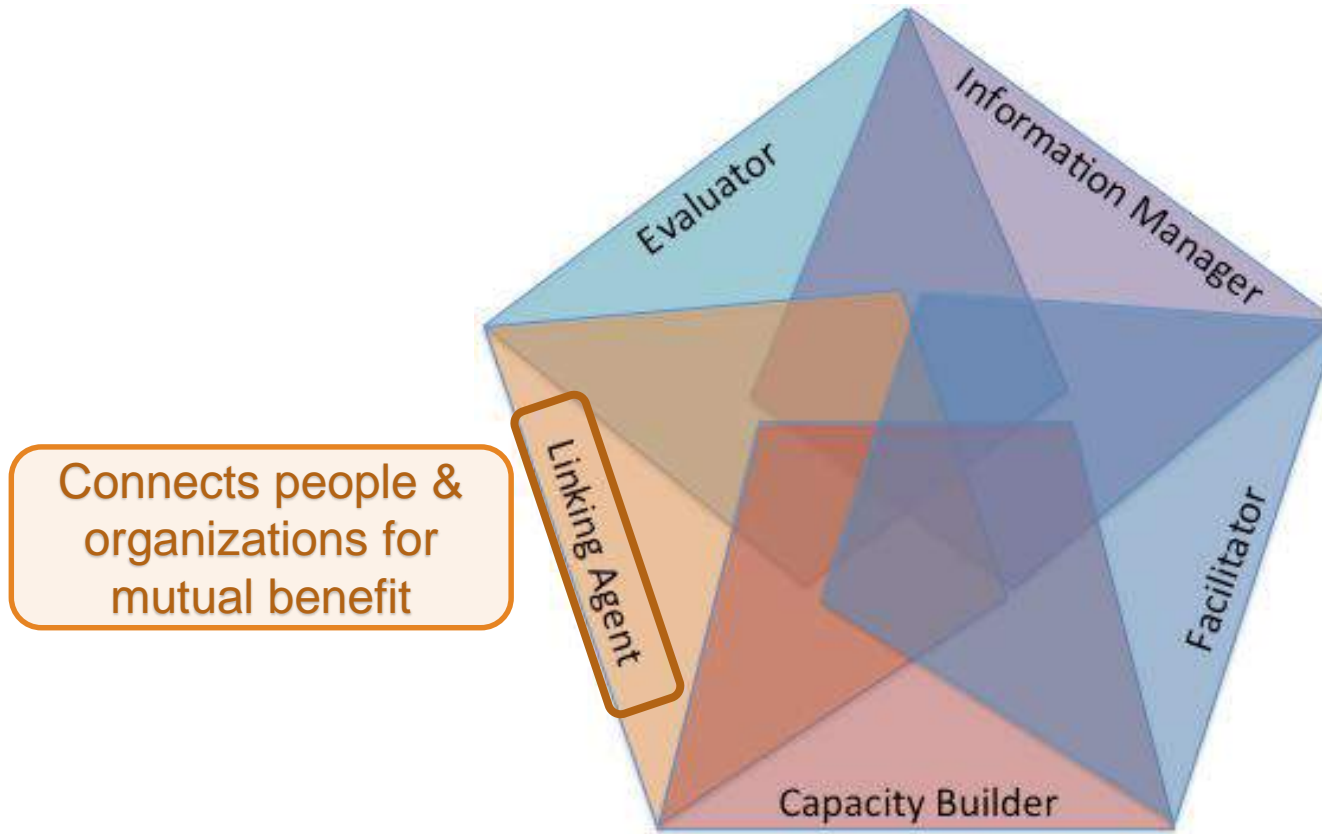 Evaluator
Information Manager
Connects people &
organizations for
mutual benefit
Linking Agent
Facilitator
Capacity Builder